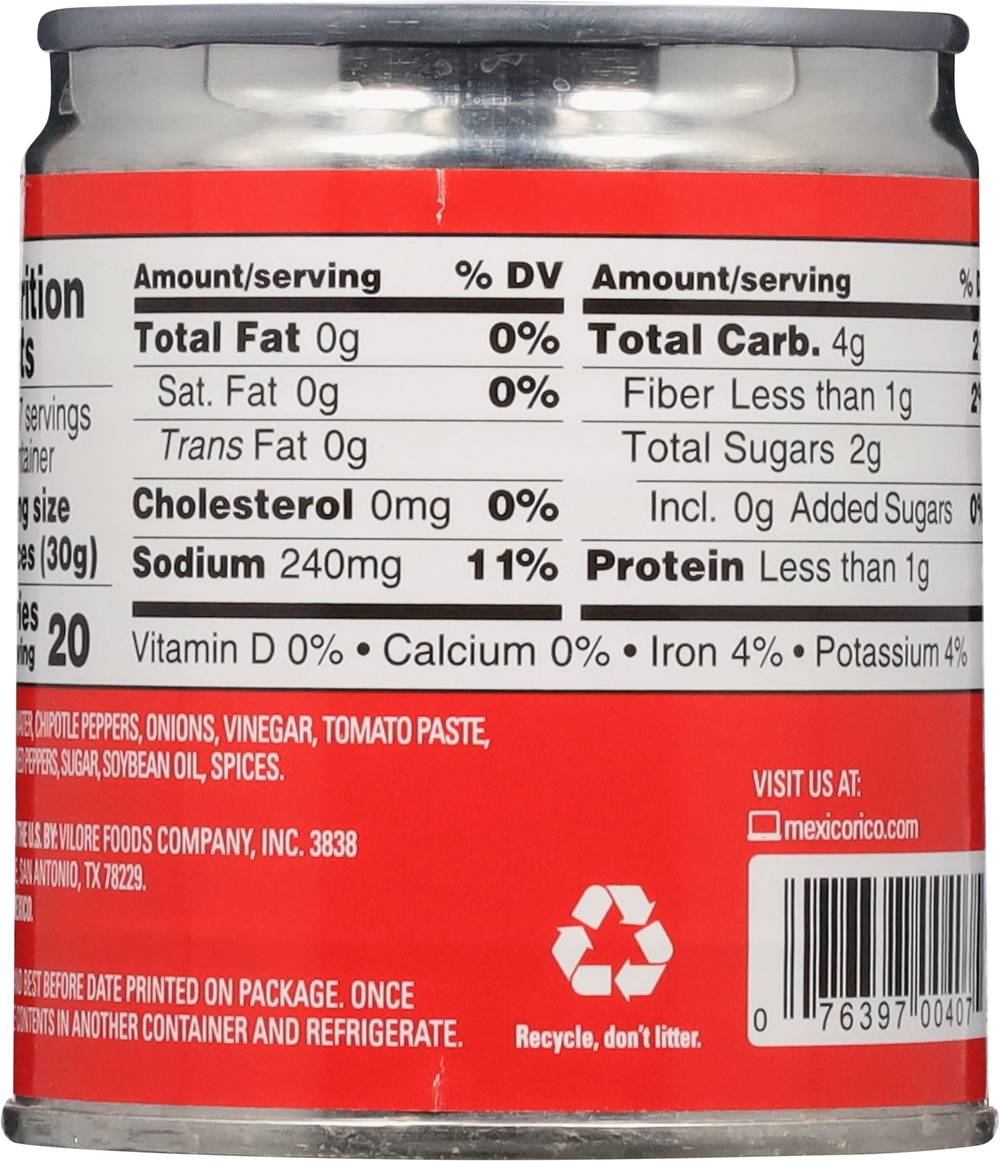 Amount/serving % DV
Total Fat 0g 0%
Sat. Fat 0g 0%
Trans Fat 0g
Cholesterol 0mg 0%
Sodium 240mg 11%
Amount/serving %
Total Carb. 4g 2
Fiber Less than 1g 2
Total Sugars 2g
Incl. 0g Added Sugars 0
Protein Less than 1g
Vitamin D 0% • Calcium 0% • Iron 4% • Potassium 4%
servings
size
(30g)
20
CHIPOTLE PEPPERS, ONIONS, VINEGAR, TOMATO PASTE,
PEPPERS, SUGAR, SOYBEAN OIL, SPICES.
THE U.S. BY: VILORE FOODS COMPANY, INC. 3838
SAN ANTONIO, TX 78229.
BEST BEFORE DATE PRINTED ON PACKAGE. ONCE
CONTENTS IN ANOTHER CONTAINER AND REFRIGERATE.
Recycle, don't litter.
VISIT US AT:
mexicorico.com
0 76397 00407